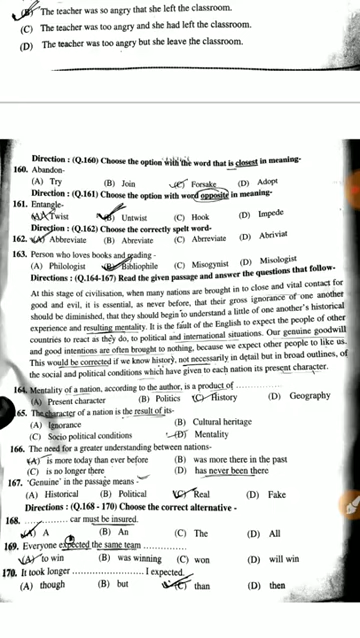 (B) The teacher was so angry that she left the classroom.
(C) The teacher was too angry and she had left the classroom.
(D) The teacher was too angry but she leave the classroom.
Direction : (Q.160) Choose the option with the word that is closest in meaning-
160. Abandon-
(A) Try (B) Join (C) Forsake (D) Adopt
Direction : (Q.161) Choose the option with word opposite in meaning-
161. Entangle-
(A) Twist (B) Untwist (C) Hook (D) Impede
Direction : (Q.162) Choose the correctly spelt word-
162. (A) Abbreviate (B) Abreviate (C) Abrreviate (D) Abriviat
163. Person who loves books and reading -
(A) Philologist (B) Bibliophile (C) Misogynist (D) Misologist
Directions : (Q.164-167) Read the given passage and answer the questions that follow-
At this stage of civilisation, when many nations are brought in to close and vital contact for
good and evil, it is essential, as never before, that their gross ignorance of one another
should be diminished, that they should begin to understand a little of one another's historical
experience and resulting mentality. It is the fault of the English to expect the people of other
countries to react as they do, to political and international situations. Our genuine goodwill
and good intentions are often brought to nothing, because we expect other people to like us.
This would be corrected if we know history, not necessarily in detail but in broad outlines, of
the social and political conditions which have given to each nation its present character.
164. Mentality of a nation, according to the author, is a product of ..............
(A) Present character (B) Politics (C) History (D) Geography
165. The character of a nation is the result of its-
(A) Ignorance (B) Cultural heritage
(C) Socio political conditions (D) Mentality
166. The need for a greater understanding between nations-
(A) is more today than ever before (B) was more there in the past
(C) is no longer there (D) has never been there
167. 'Genuine' in the passage means -
(A) Historical (B) Political (C) Real (D) Fake
Direction : (Q.168 - 170) Choose the correct alternative -
168. .............. car must be insured.
(A) A (B) An (C) The (D) All
169. Everyone expected the same team ..............
(A) to win (B) was winning (C) won (D) will win
170. It took longer .............. I expected.
(A) though (B) but (C) than (D) then